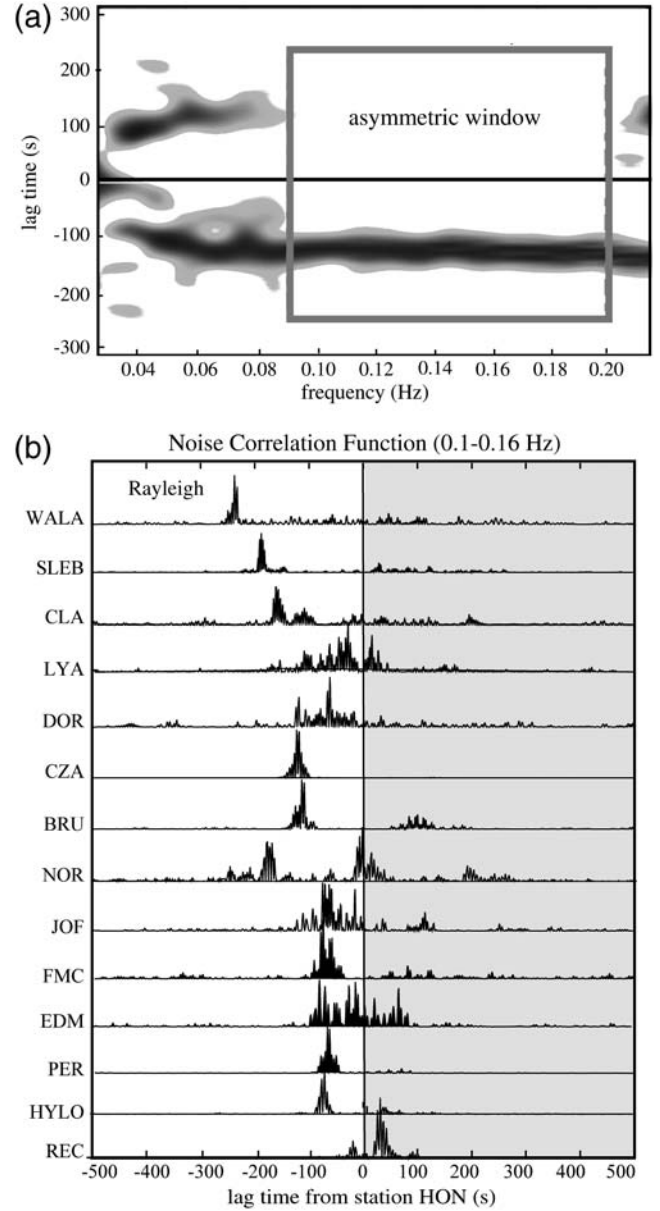 (a)
300
200
100
0
-100
-200
-300
lag time (s)
asymmetric window
0.04 0.06 0.08 0.10 0.12 0.14 0.16 0.18 0.20
frequency (Hz)
(b)
Noise Correlation Function (0.1-0.16 Hz)
Rayleigh
WALA
SLEB
CLA
LYA
DOR
CZA
BRU
NOR
JOF
FMC
EDM
PER
HYLO
REC
-500 -400 -300 -200 -100 0 100 200 300 400 500
lag time from station HON (s)